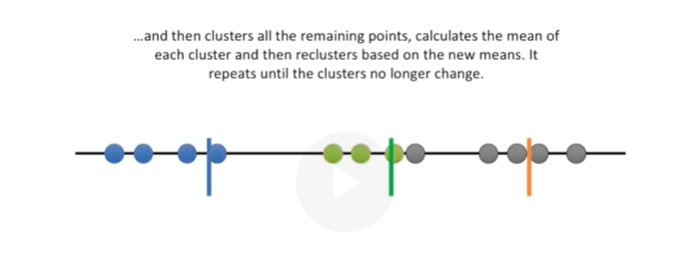 ...and then clusters all the remaining points, calculates the mean of
each cluster and then reclusters based on the new means. It
repeats until the clusters no longer change.